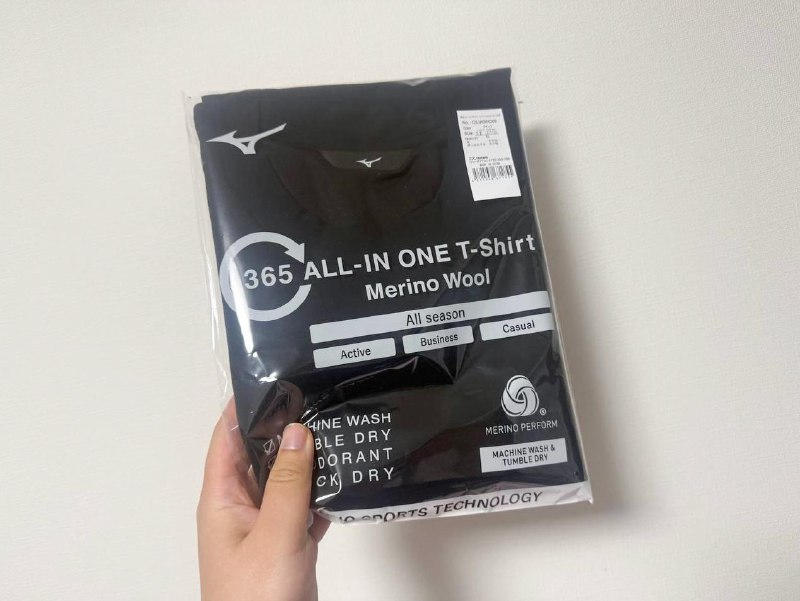 365 ALL-IN ONE T-Shirt
Merino Wool
All season
Active
Business
Casual
HINE WASH
BLE DRY
DORANT
CK DRY
®
MERINO PERFORM
MACHINE WASH &
TUMBLE DRY
SPORTS TECHNOLOGY